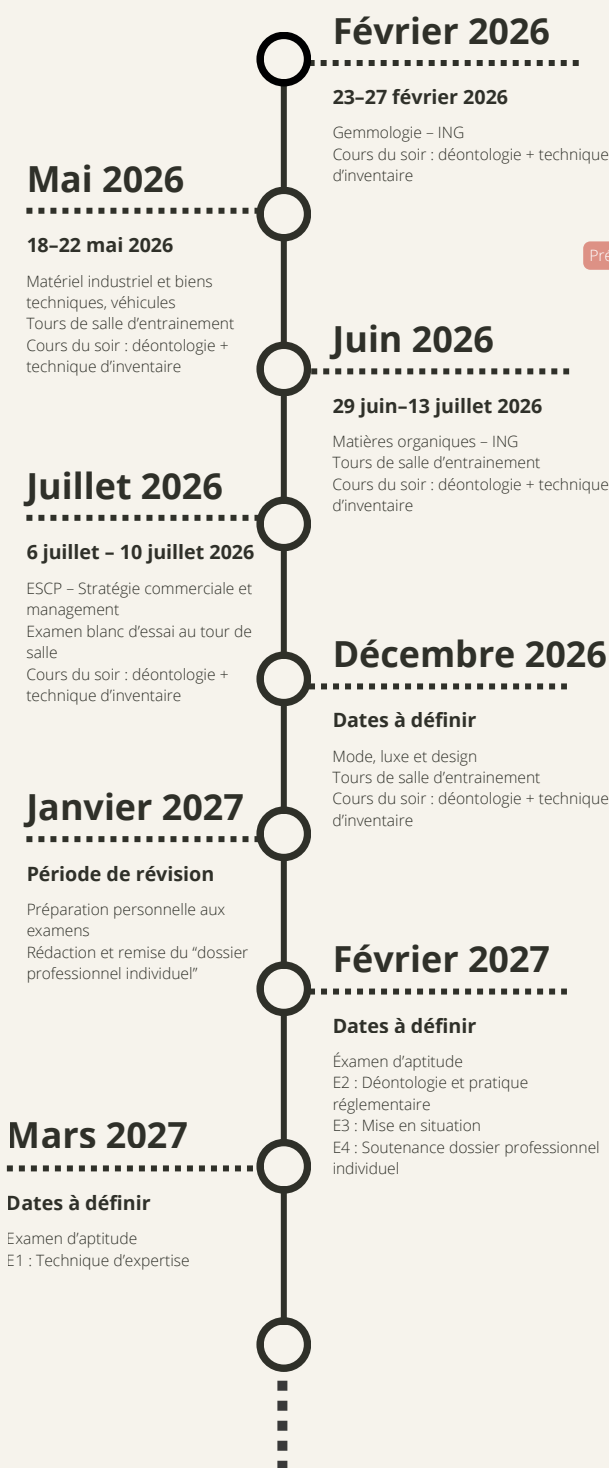 Février 2026
23–27 février 2026
Gemmologie – ING
Cours du soir : déontologie + technique
d'inventaire
Mai 2026
18–22 mai 2026
Matériel industriel et biens
techniques, véhicules
Tours de salle d'entrainement
Cours du soir : déontologie +
technique d'inventaire
Pré
Juin 2026
29 juin–13 juillet 2026
Matières organiques – ING
Tours de salle d'entrainement
Cours du soir : déontologie + technique
d'inventaire
Juillet 2026
6 juillet – 10 juillet 2026
ESCP – Stratégie commerciale et
management
Examen blanc d'essai au tour de
salle
Cours du soir : déontologie +
technique d'inventaire
Décembre 2026
Dates à définir
Mode, luxe et design
Tours de salle d'entrainement
Cours du soir : déontologie + technique
d'inventaire
Janvier 2027
Période de révision
Préparation personnelle aux
examens
Rédaction et remise du “dossier
professionnel individuel”
Février 2027
Dates à définir
Éxamen d'aptitude
E2 : Déontologie et pratique
réglementaire
E3 : Mise en situation
E4 : Soutenance dossier professionnel
individuel
Mars 2027
Dates à définir
Examen d'aptitude
E1 : Technique d'expertise